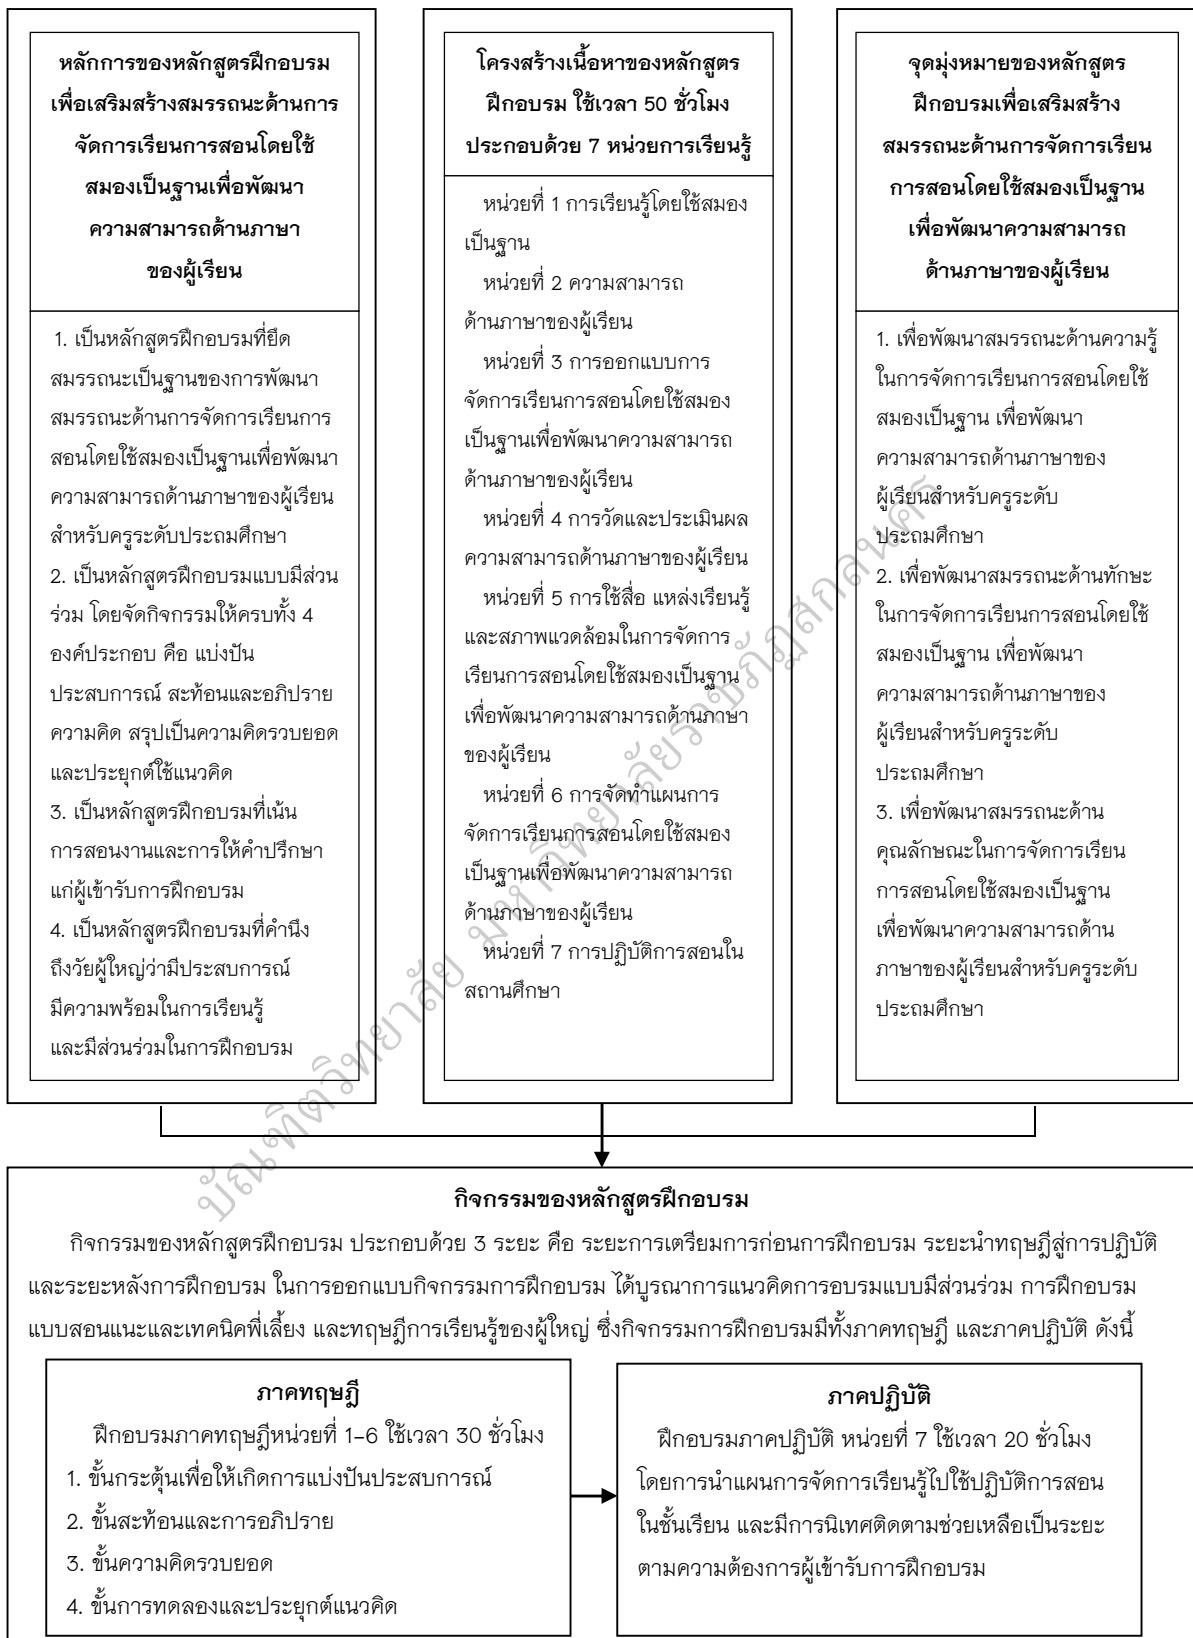 หลักการของหลักสูตรฝึกอบรม
เพื่อเสริมสร้างสมรรถนะด้านการ
จัดการเรียนการสอนโดยใช้
สมองเป็นฐานเพื่อพัฒนา
ความสามารถด้านภาษา
ของผู้เรียน
1. เป็นหลักสูตรฝึกอบรมที่ยึด
สมรรถนะเป็นฐานของการพัฒนา
สมรรถนะด้านการจัดการเรียนการ
สอนโดยใช้สมองเป็นฐานเพื่อพัฒนา
ความสามารถด้านภาษาของผู้เรียน
สำหรับครูระดับประถมศึกษา
2. เป็นหลักสูตรฝึกอบรมแบบมีส่วน
ร่วม โดยจัดกิจกรรมให้ครบทั้ง 4
องค์ประกอบ คือ แบ่งปัน
ประสบการณ์ สะท้อนและอภิปราย
ความคิด สรุปเป็นความคิดรวบยอด
และประยุกต์ใช้แนวคิด
3. เป็นหลักสูตรฝึกอบรมที่เน้น
การสอนงานและการให้คำปรึกษา
แก่ผู้เข้ารับการฝึกอบรม
4. เป็นหลักสูตรฝึกอบรมที่คำนึง
ถึงวัยผู้ใหญ่ว่ามีประสบการณ์
มีความพร้อมในการเรียนรู้
และมีส่วนร่วมในการฝึกอบรม
โครงสร้างเนื้อหาของหลักสูตร
ฝึกอบรม ใช้เวลา 50 ชั่วโมง
ประกอบด้วย 7 หน่วยการเรียนรู้
หน่วยที่ 1 การเรียนรู้โดยใช้สมอง
เป็นฐาน
หน่วยที่ 2 ความสามารถ
ด้านภาษาของผู้เรียน
หน่วยที่ 3 การออกแบบการ
จัดการเรียนการสอนโดยใช้สมอง
เป็นฐานเพื่อพัฒนาความสามารถ
ด้านภาษาของผู้เรียน
หน่วยที่ 4 การวัดและประเมินผล
ความสามารถด้านภาษาของผู้เรียน
หน่วยที่ 5 การใช้สื่อ แหล่งเรียนรู้
และสภาพแวดล้อมในการจัดการ
เรียนการสอนโดยใช้สมองเป็นฐาน
เพื่อพัฒนาความสามารถด้านภาษา
ของผู้เรียน
หน่วยที่ 6 การจัดทำแผนการ
จัดการเรียนการสอนโดยใช้สมอง
เป็นฐานเพื่อพัฒนาความสามารถ
ด้านภาษาของผู้เรียน
หน่วยที่ 7 การปฏิบัติการสอนใน
สถานศึกษา
จุดมุ่งหมายของหลักสูตร
ฝึกอบรมเพื่อเสริมสร้าง
สมรรถนะด้านการจัดการเรียน
การสอนโดยใช้สมองเป็นฐาน
เพื่อพัฒนาความสามารถ
ด้านภาษาของผู้เรียน
1. เพื่อพัฒนาสมรรถนะด้านความรู้
ในการจัดการเรียนการสอนโดยใช้
สมองเป็นฐาน เพื่อพัฒนา
ความสามารถด้านภาษาของ
ผู้เรียนสำหรับครูระดับ
ประถมศึกษา
2. เพื่อพัฒนาสมรรถนะด้านทักษะ
ในการจัดการเรียนการสอนโดยใช้
สมองเป็นฐาน เพื่อพัฒนา
ความสามารถด้านภาษาของ
ผู้เรียนสำหรับครูระดับ
ประถมศึกษา
3. เพื่อพัฒนาสมรรถนะด้าน
คุณลักษณะในการจัดการเรียน
การสอนโดยใช้สมองเป็นฐาน
เพื่อพัฒนาความสามารถด้าน
ภาษาของผู้เรียนสำหรับครูระดับ
ประถมศึกษา
บัณฑิตวิทยาลัย มหาวิทยาลัยราชภัฏสกลนคร
กิจกรรมของหลักสูตรฝึกอบรม
กิจกรรมของหลักสูตรฝึกอบรม ประกอบด้วย 3 ระยะ คือ ระยะการเตรียมการก่อนการฝึกอบรม ระยะนำทฤษฎีสู่การปฏิบัติ
และระยะหลังการฝึกอบรม ในการออกแบบกิจกรรมการฝึกอบรม ได้บูรณาการแนวคิดการอบรมแบบมีส่วนร่วม การฝึกอบรม
แบบสอนแนะและเทคนิคพี่เลี้ยง และทฤษฎีการเรียนรู้ของผู้ใหญ่ ซึ่งกิจกรรมการฝึกอบรมมีทั้งภาคทฤษฎี และภาคปฏิบัติ ดังนี้
ภาคทฤษฎี
ฝึกอบรมภาคทฤษฎีหน่วยที่ 1-6 ใช้เวลา 30 ชั่วโมง
1. ขั้นกระตุ้นเพื่อให้เกิดการแบ่งปันประสบการณ์
2. ขั้นสะท้อนและการอภิปราย
3. ขั้นความคิดรวบยอด
4. ขั้นการทดลองและประยุกต์แนวคิด
ภาคปฏิบัติ
ฝึกอบรมภาคปฏิบัติ หน่วยที่ 7 ใช้เวลา 20 ชั่วโมง
โดยการนำแผนการจัดการเรียนรู้ไปใช้ปฏิบัติการสอน
ในชั้นเรียน และมีการนิเทศติดตามช่วยเหลือเป็นระยะ
ตามความต้องการผู้เข้ารับการฝึกอบรม